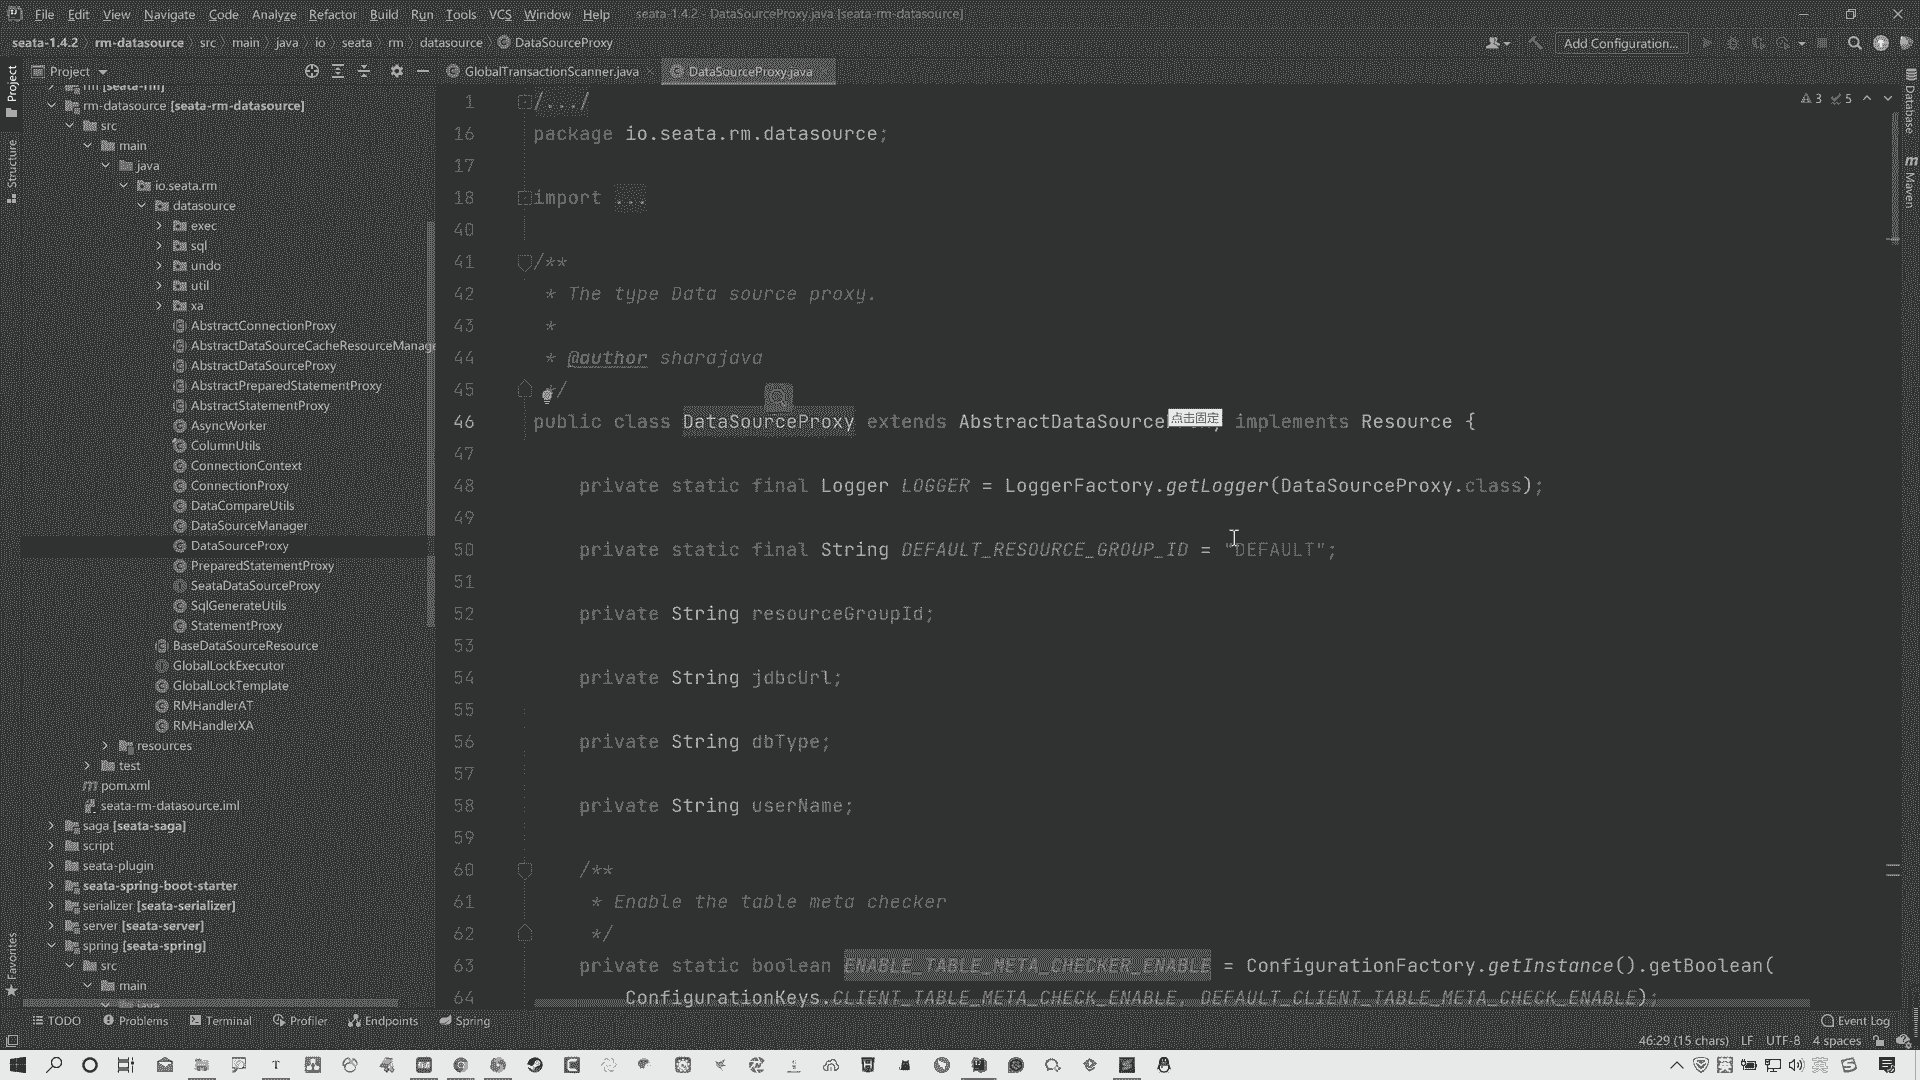 File Edit View Navigate Code Analyze Refactor Build Run Tools VCS Window Help seata-1.4.2 - DataSourceProxy.java [seata-rm-datasource]
seata-1.4.2 rm-datasource src main java io seata rm datasource DataSourceProxy Add Configuration...
Project
GlobalTransactionScanner.java DataSourceProxy.java
rm [seata-rm]
rm-datasource [seata-rm-datasource]
src
main
java
io.seata.rm
datasource
exec
sql
undo
util
xa
AbstractConnectionProxy
AbstractDataSourceCacheResourceManage
AbstractDataSourceProxy
AbstractPreparedStatementProxy
AbstractStatementProxy
AsyncWorker
ColumnUtils
ConnectionContext
ConnectionProxy
DataCompareUtils
DataSourceManager
DataSourceProxy
PreparedStatementProxy
SeataDataSourceProxy
SqlGenerateUtils
StatementProxy
BaseDataSourceResource
GlobalLockExecutor
GlobalLockTemplate
RMHandlerAT
RMHandlerXA
resources
test
pom.xml
seata-rm-datasource.iml
saga [seata-saga]
script
seata-plugin
seata-spring-boot-starter
serializer [seata-serializer]
server [seata-server]
spring [seata-spring]
src
main
java
Project
Structure
Favorites
1 /.../
16 package io.seata.rm.datasource;
17
18 import ...
40
41 /**
42 * The type Data source proxy.
43 *
44 * @author sharajava
45 */
46 public class DataSourceProxy extends AbstractDataSource implements Resource {
点击固定
47
48 private static final Logger LOGGER = LoggerFactory.getLogger(DataSourceProxy.class);
49
50 private static final String DEFAULT_RESOURCE_GROUP_ID = "DEFAULT";
51
52 private String resourceGroupId;
53
54 private String jdbcUrl;
55
56 private String dbType;
57
58 private String userName;
59
60 /**
61 * Enable the table meta checker
62 */
63 private static boolean ENABLE_TABLE_META_CHECKER_ENABLE = ConfigurationFactory.getInstance().getBoolean(
64 ConfigurationKeys.CLIENT_TABLE_META_CHECK_ENABLE, DEFAULT_CLIENT_TABLE_META_CHECK_ENABLE);
3 5
Database
Maven
TODO Problems Terminal Profiler Endpoints Spring Event Log
46:29 (15 chars) LF UTF-8 4 spaces
英